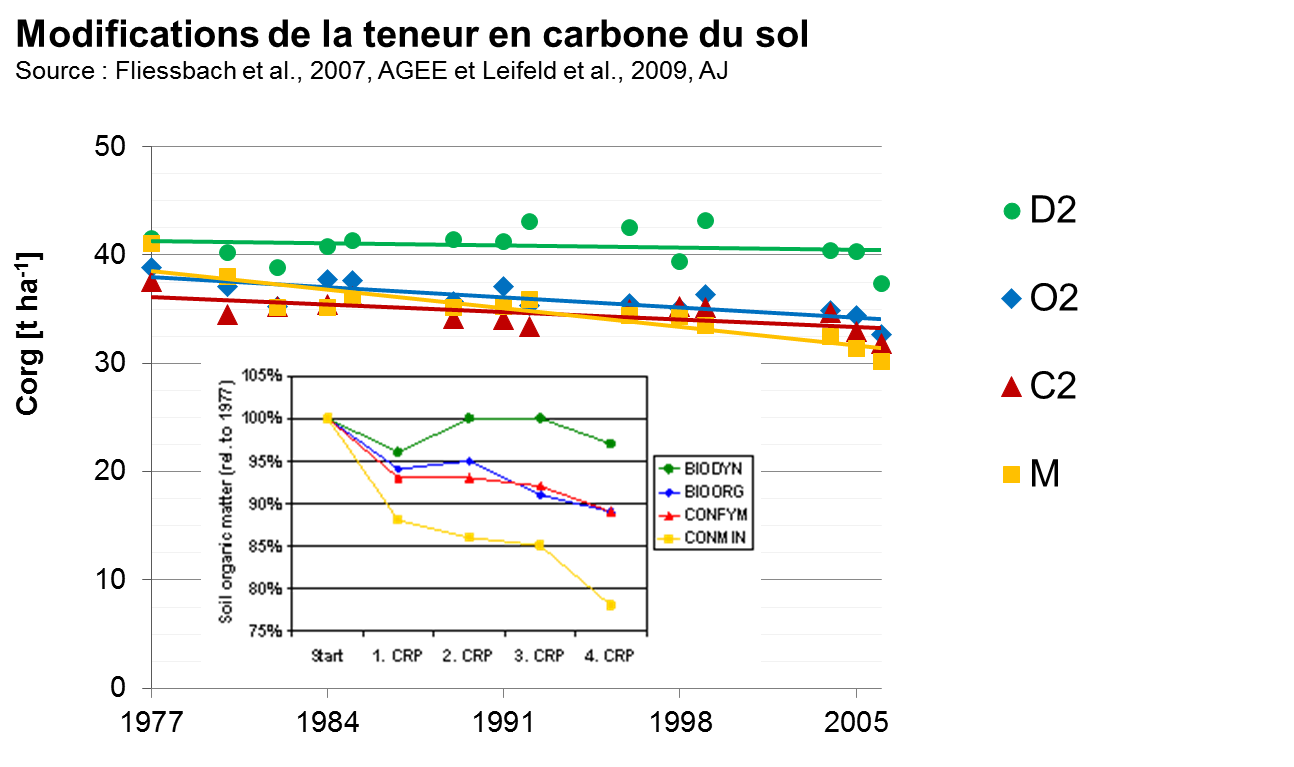 Modifications de la teneur en carbone du sol
Source : Fliessbach et al., 2007, AGEE et Leifeld et al., 2009, AJ
Corg [t ha⁻¹]
50
40
30
20
10
0
1977
1984
1991
1998
2005
D2
O2
C2
M
Soil organic matter (rel. to 1977)
105%
100%
95%
90%
85%
80%
75%
Start
1. CRP
2. CRP
3. CRP
4. CRP
BIODYN
BIOORG
CONFYM
CONMIN